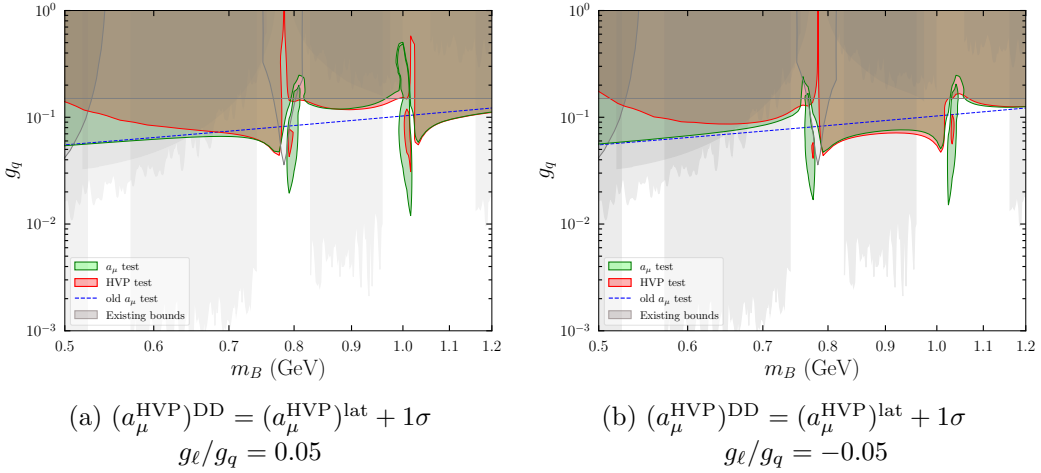 10⁰
10⁻¹
10⁻²
10⁻³
g_q
a_μ test
HVP test
old a_μ test
Existing bounds
0.5 0.6 0.7 0.8 0.9 1.0 1.1 1.2
m_B (GeV)
(a) (a_μ^HVP)^DD = (a_μ^HVP)^lat + 1σ
g_ℓ/g_q = 0.05
10⁰
10⁻¹
10⁻²
10⁻³
g_q
a_μ test
HVP test
old a_μ test
Existing bounds
0.5 0.6 0.7 0.8 0.9 1.0 1.1 1.2
m_B (GeV)
(b) (a_μ^HVP)^DD = (a_μ^HVP)^lat + 1σ
g_ℓ/g_q = −0.05